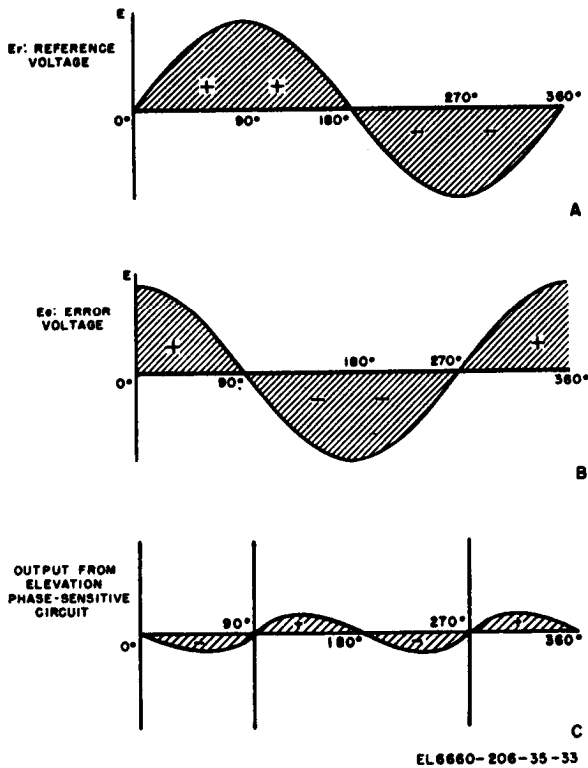 E
Er: REFERENCE
VOLTAGE
+ +
0° 90° 180° 270° 360°
- -
A
E
Ee: ERROR
VOLTAGE
+ +
0° 90° 180° 270° 360°
- -
B
OUTPUT FROM
ELEVATION
PHASE-SENSITIVE
CIRCUIT
0° 90° 180° 270° 360°
- + - +
C
EL6660-206-35-33